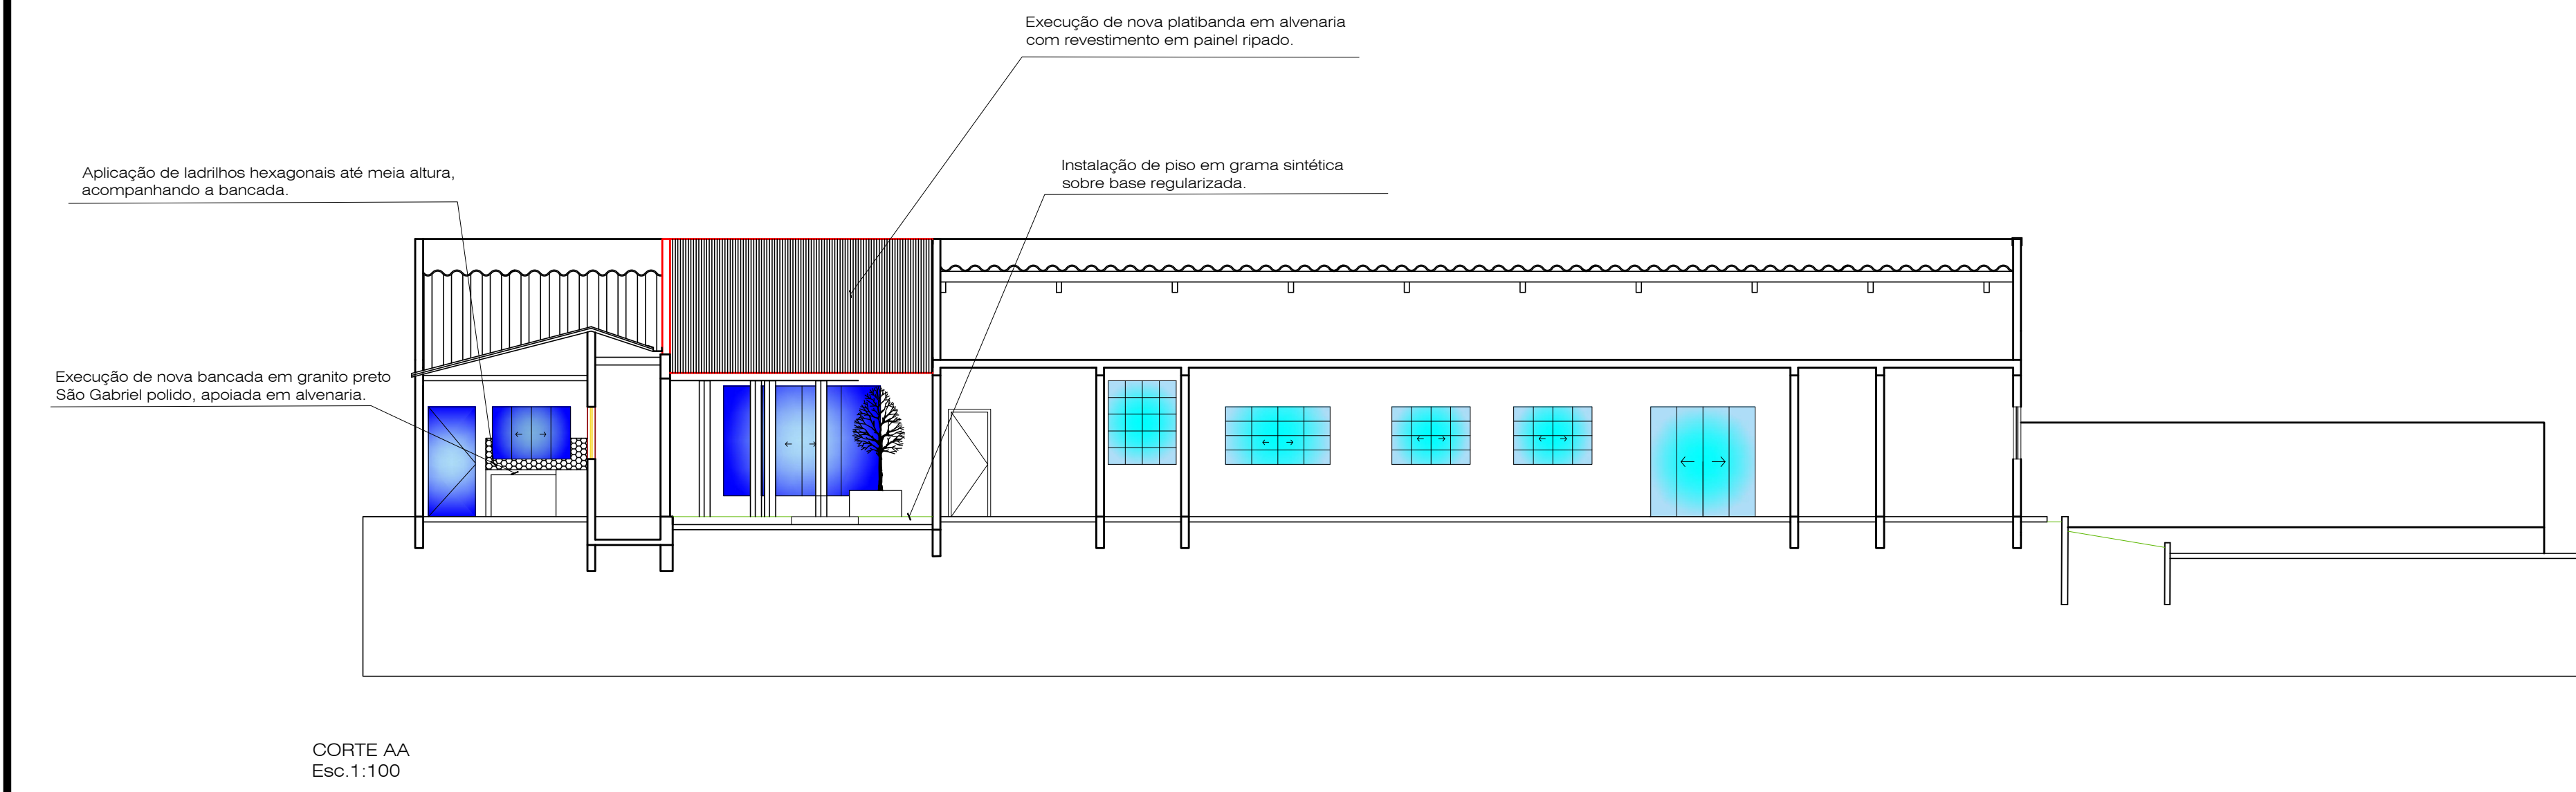 Execução de nova platibanda em alvenaria
com revestimento em painel ripado.
Aplicação de ladrilhos hexagonais até meia altura,
acompanhando a bancada.
Instalação de piso em grama sintética
sobre base regularizada.
Execução de nova bancada em granito preto
São Gabriel polido, apoiada em alvenaria.
CORTE AA
Esc.1:100